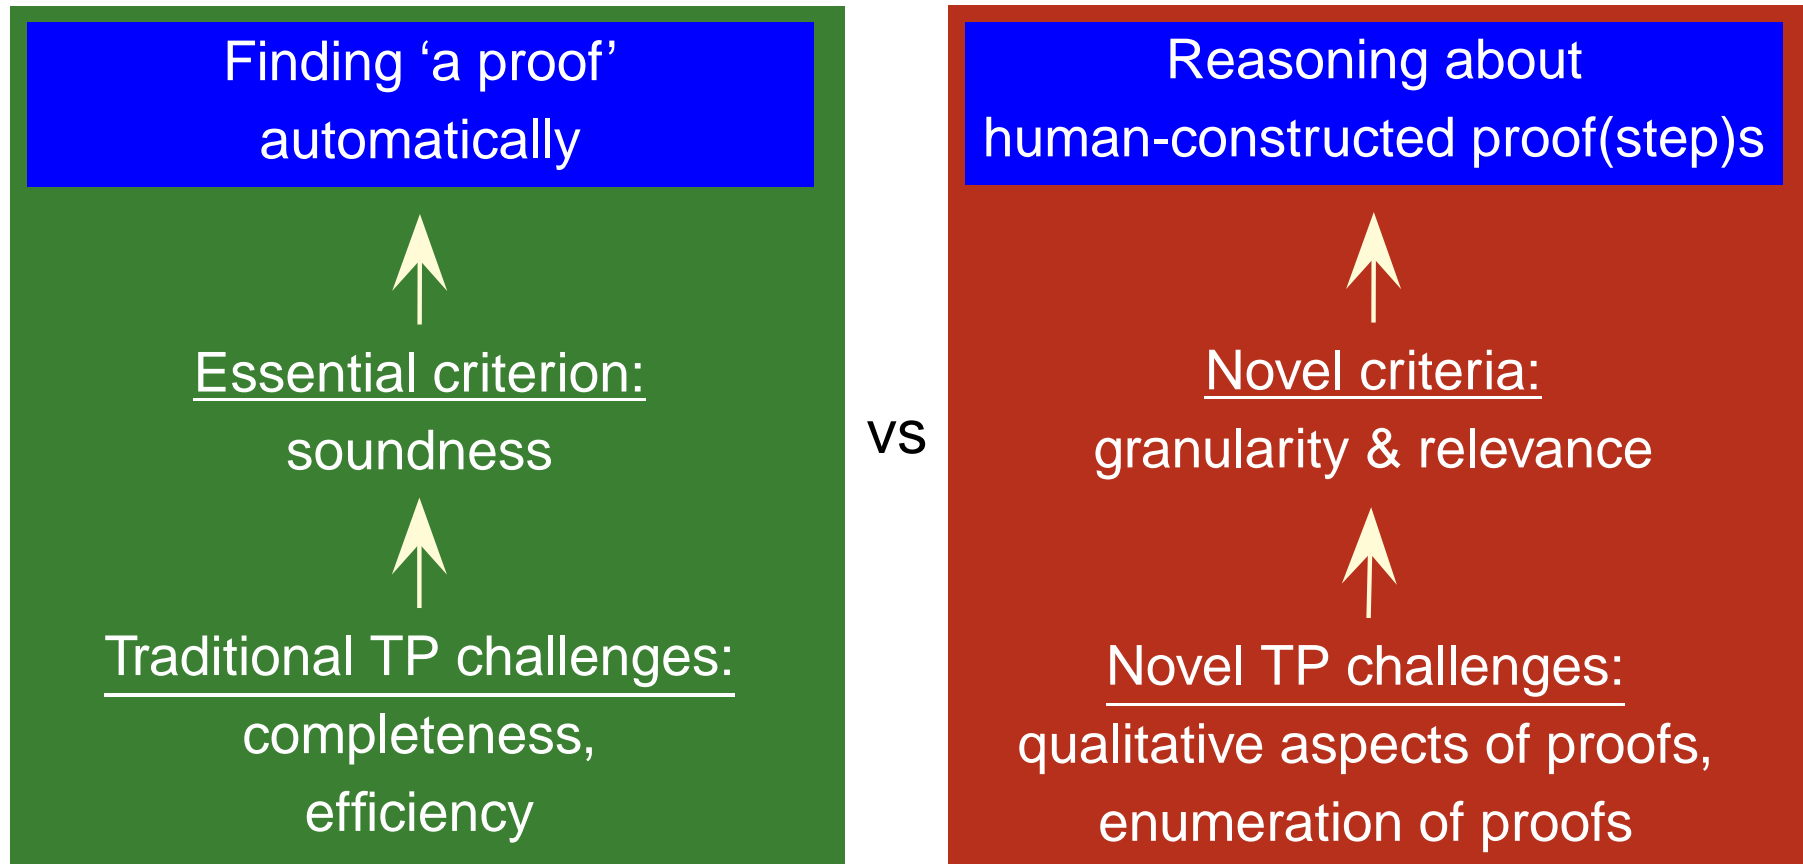 Finding ‘a proof’
automatically
Essential criterion:
soundness
Traditional TP challenges:
completeness,
efficiency
vs
Reasoning about
human-constructed proof(step)s
Novel criteria:
granularity & relevance
Novel TP challenges:
qualitative aspects of proofs,
enumeration of proofs